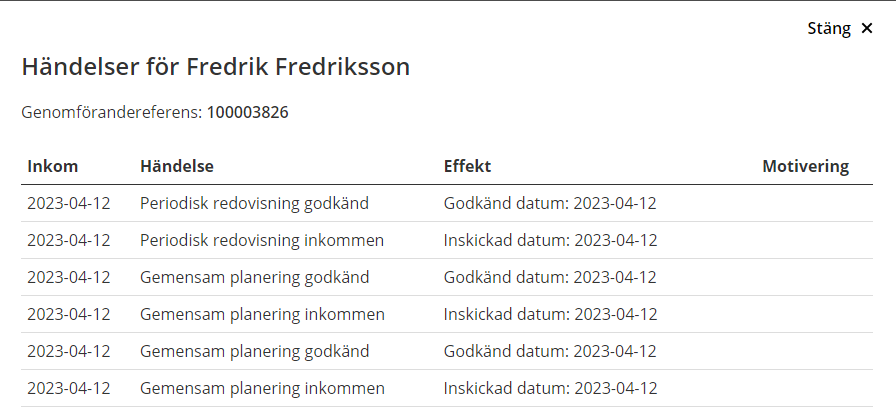 Stäng ✕
Händelser för Fredrik Fredriksson
Genomförandereferens: 100003826
Inkom Händelse Effekt Motivering
2023-04-12 Periodisk redovisning godkänd Godkänd datum: 2023-04-12
2023-04-12 Periodisk redovisning inkommen Inskickad datum: 2023-04-12
2023-04-12 Gemensam planering godkänd Godkänd datum: 2023-04-12
2023-04-12 Gemensam planering inkommen Inskickad datum: 2023-04-12
2023-04-12 Gemensam planering godkänd Godkänd datum: 2023-04-12
2023-04-12 Gemensam planering inkommen Inskickad datum: 2023-04-12